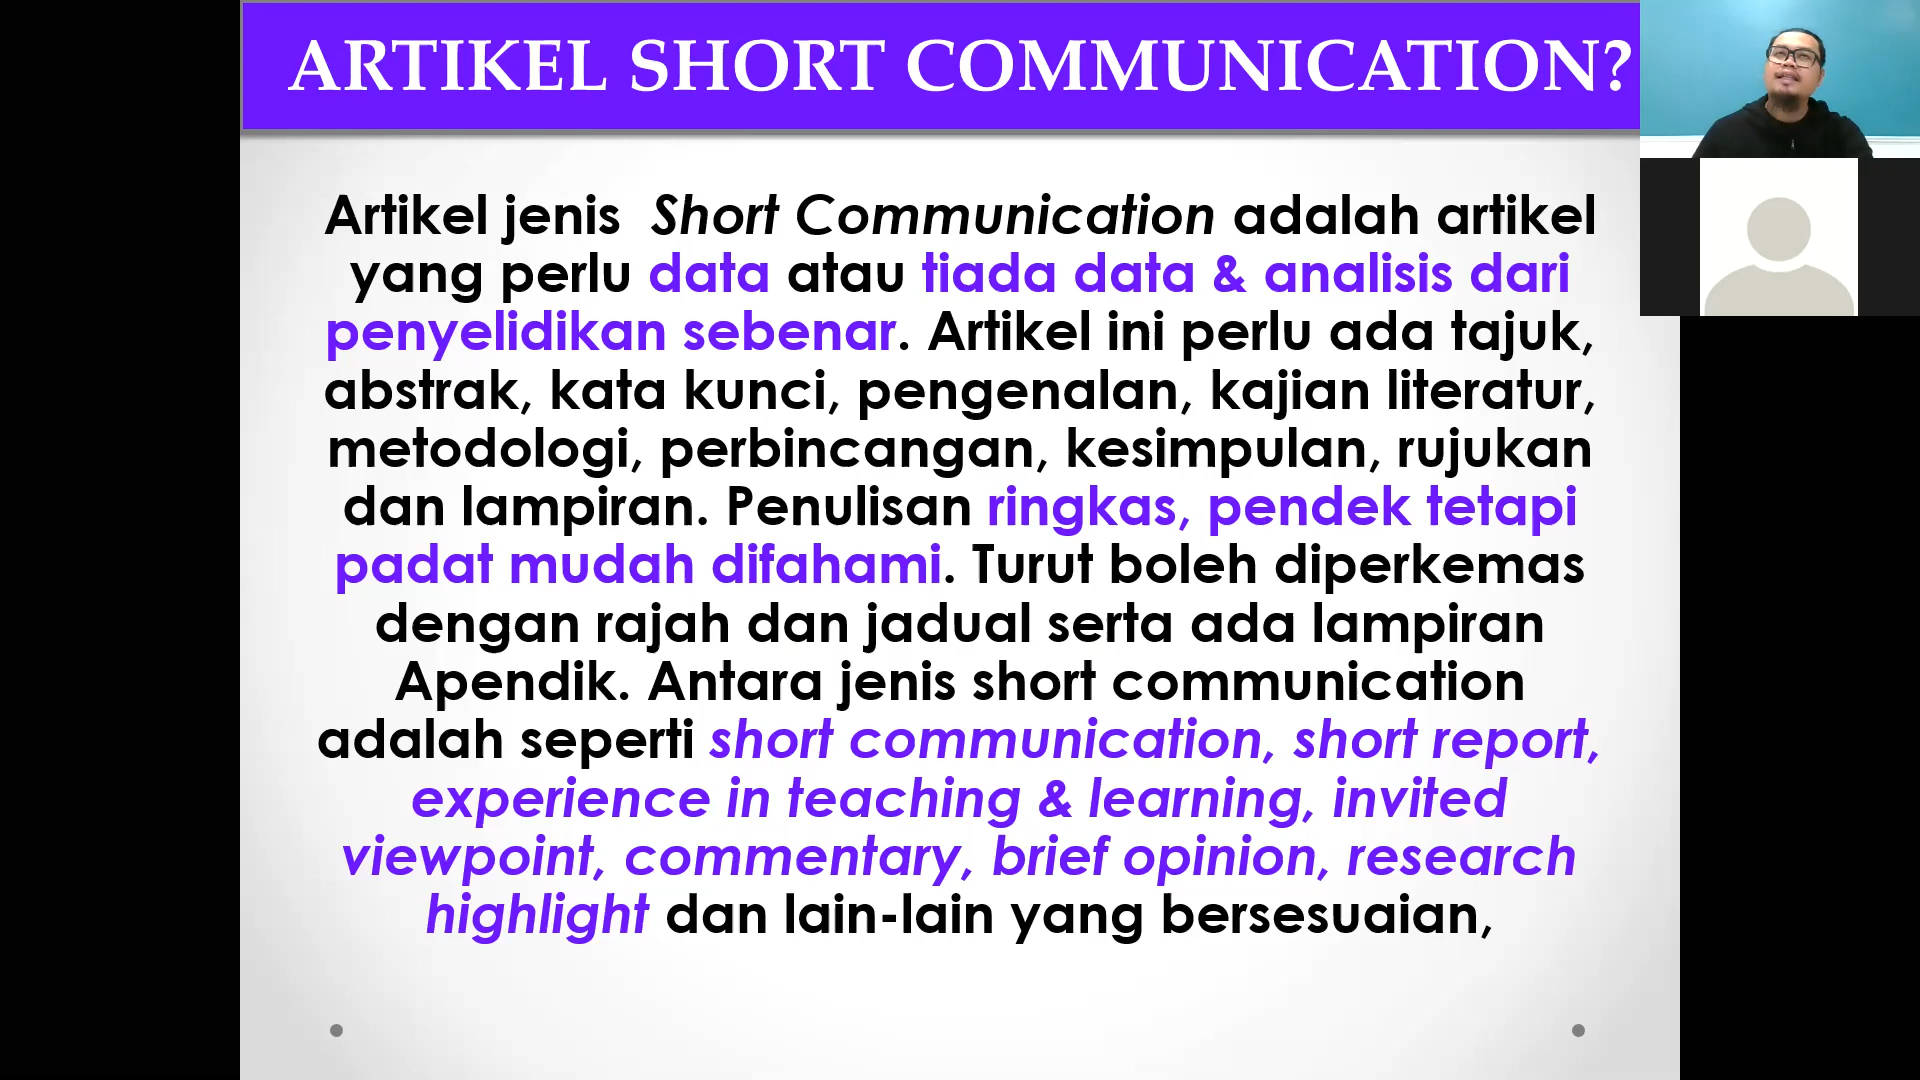 ARTIKEL SHORT COMMUNICATION?
Artikel jenis  Short Communication adalah artikel
yang perlu data atau tiada data & analisis dari
penyelidikan sebenar. Artikel ini perlu ada tajuk,
abstrak, kata kunci, pengenalan, kajian literatur,
metodologi, perbincangan, kesimpulan, rujukan
dan lampiran. Penulisan ringkas, pendek tetapi
padat mudah difahami. Turut boleh diperkemas
dengan rajah dan jadual serta ada lampiran
Apendik. Antara jenis short communication
adalah seperti short communication, short report,
experience in teaching & learning, invited
viewpoint, commentary, brief opinion, research
highlight dan lain-lain yang bersesuaian,